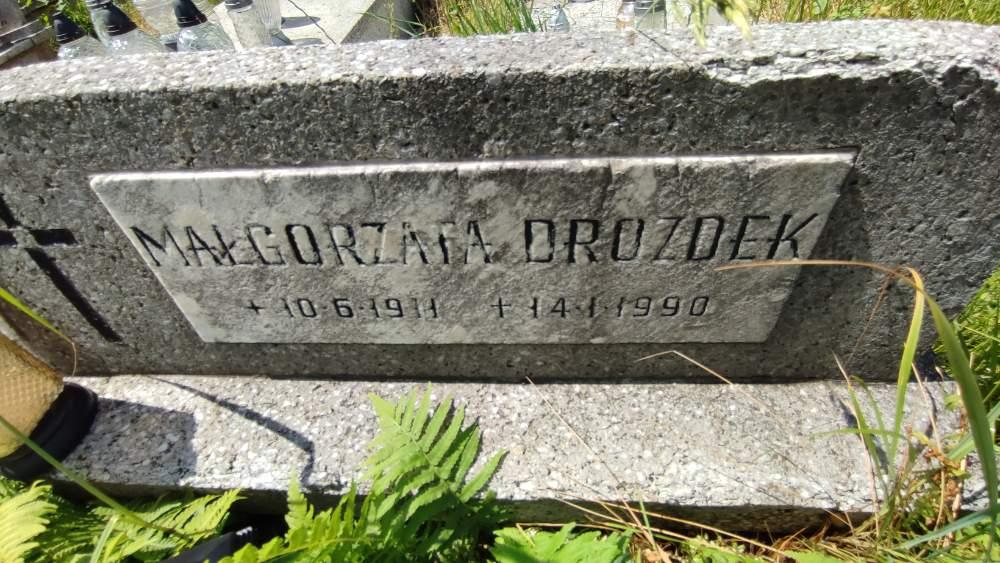 MAŁGORZATA DROZDEK
+ 10·6·1911 + 14·1·1990